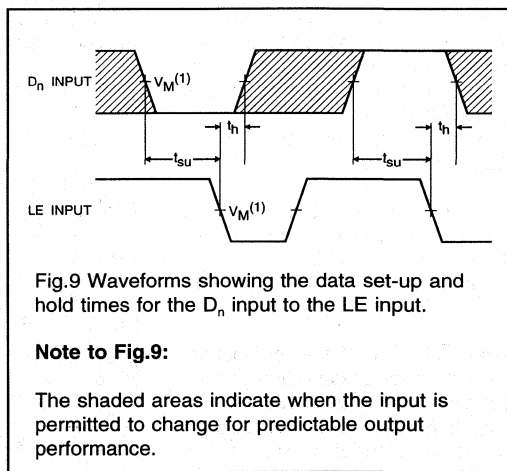 Dn INPUT
VM(1)
th
th
tsu
tsu
LE INPUT
VM(1)
Fig.9 Waveforms showing the data set-up and
hold times for the Dn input to the LE input.
Note to Fig.9:
The shaded areas indicate when the input is
permitted to change for predictable output
performance.